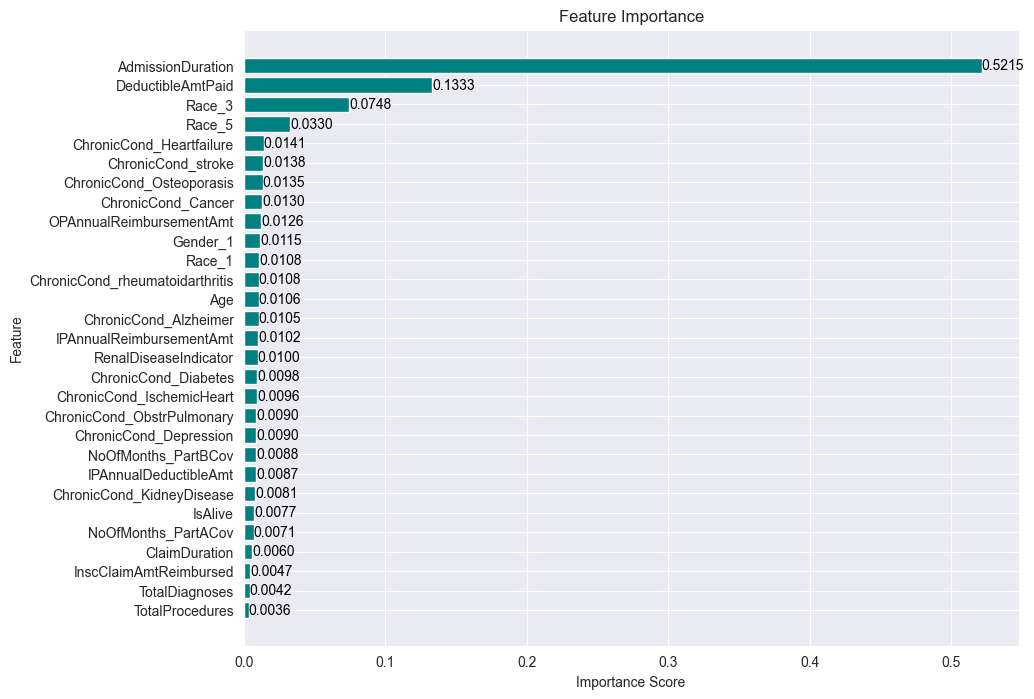 Feature Importance
AdmissionDuration 0.5215
DeductibleAmtPaid 0.1333
Race_3 0.0748
Race_5 0.0330
ChronicCond_Heartfailure 0.0141
ChronicCond_stroke 0.0138
ChronicCond_Osteoporasis 0.0135
ChronicCond_Cancer 0.0130
OPAnnualReimbursementAmt 0.0126
Gender_1 0.0115
Race_1 0.0108
ChronicCond_rheumatoidarthritis 0.0108
Age 0.0106
ChronicCond_Alzheimer 0.0105
IPAnnualReimbursementAmt 0.0102
RenalDiseaseIndicator 0.0100
ChronicCond_Diabetes 0.0098
ChronicCond_IschemicHeart 0.0096
ChronicCond_ObstrPulmonary 0.0090
ChronicCond_Depression 0.0090
NoOfMonths_PartBCov 0.0088
IPAnnualDeductibleAmt 0.0087
ChronicCond_KidneyDisease 0.0081
IsAlive 0.0077
NoOfMonths_PartACov 0.0071
ClaimDuration 0.0060
InscClaimAmtReimbursed 0.0047
TotalDiagnoses 0.0042
TotalProcedures 0.0036
Feature
0.0 0.1 0.2 0.3 0.4 0.5
Importance Score